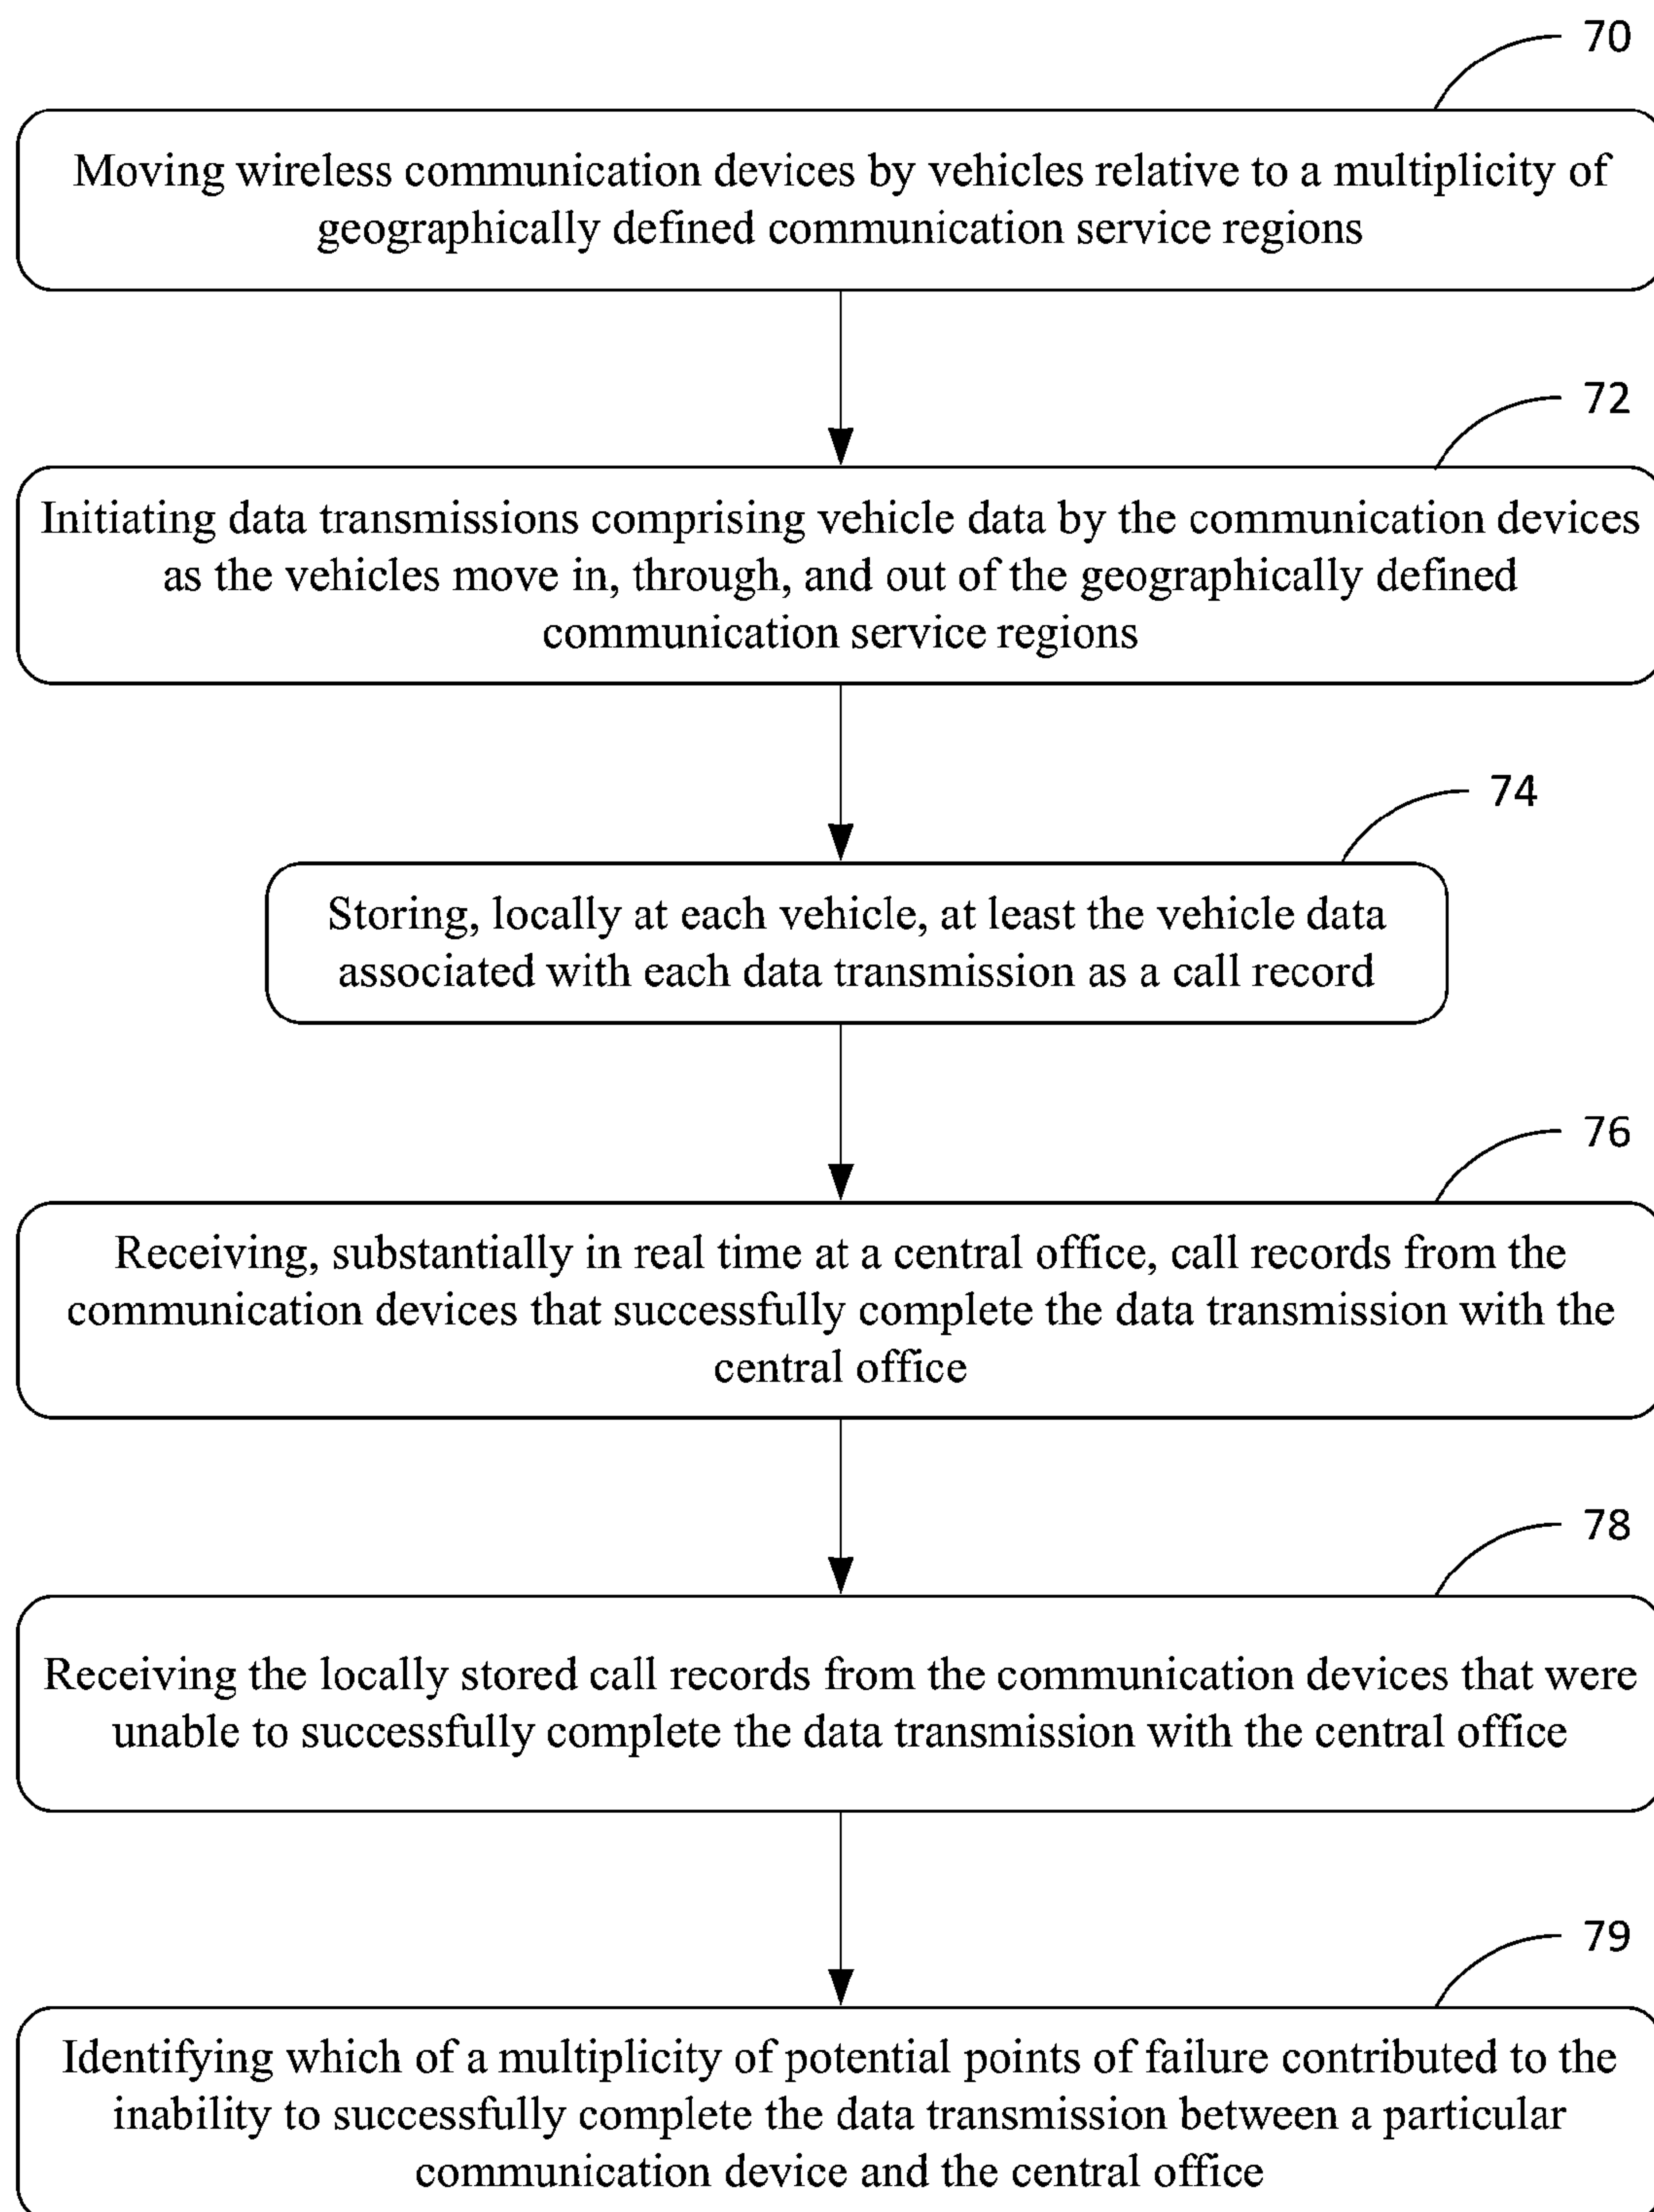 70
Moving wireless communication devices by vehicles relative to a multiplicity of
geographically defined communication service regions
72
Initiating data transmissions comprising vehicle data by the communication devices
as the vehicles move in, through, and out of the geographically defined
communication service regions
74
Storing, locally at each vehicle, at least the vehicle data
associated with each data transmission as a call record
76
Receiving, substantially in real time at a central office, call records from the
communication devices that successfully complete the data transmission with the
central office
78
Receiving the locally stored call records from the communication devices that were
unable to successfully complete the data transmission with the central office
79
Identifying which of a multiplicity of potential points of failure contributed to the
inability to successfully complete the data transmission between a particular
communication device and the central office